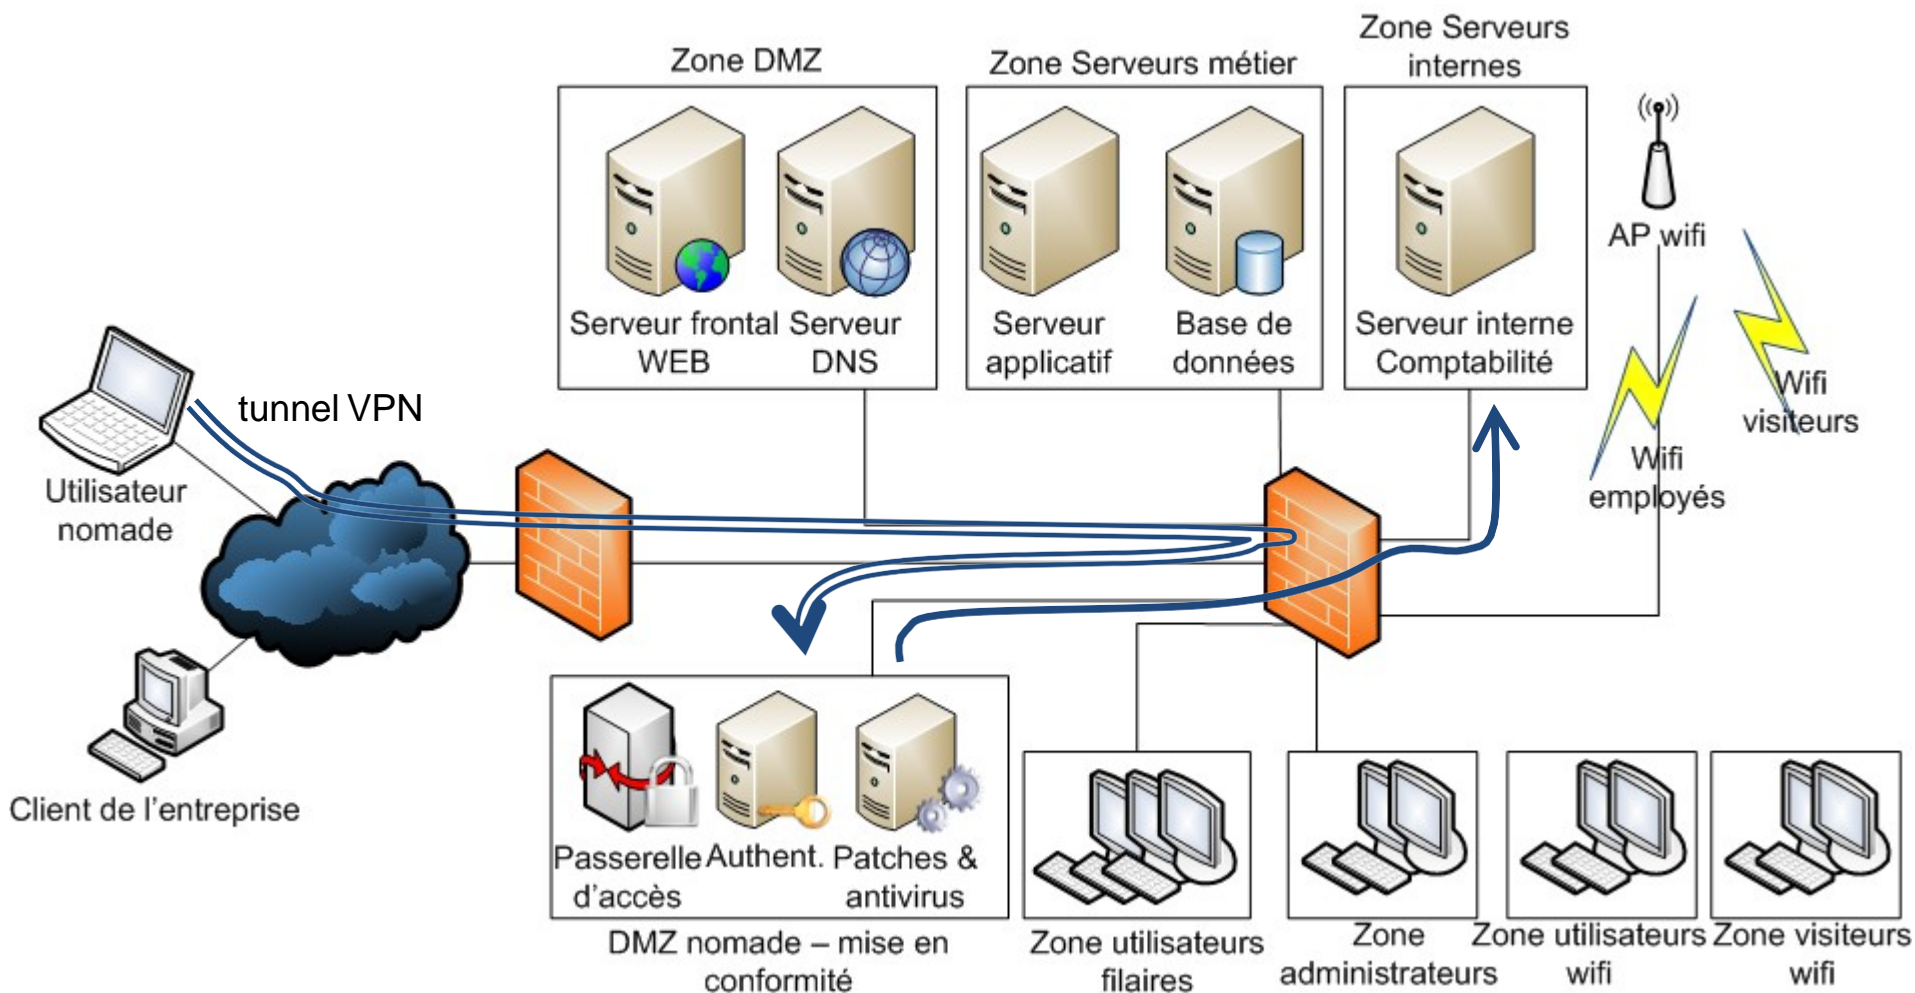 Zone DMZ
Zone Serveurs métier
Zone Serveurs
internes
Serveur frontal
WEB
Serveur
DNS
Serveur
applicatif
Base de
données
Serveur interne
Comptabilité
AP wifi
Wifi
visiteurs
Wifi
employés
tunnel VPN
Utilisateur
nomade
Client de l'entreprise
Passerelle
d'accès
Authent.
Patches &
antivirus
DMZ nomade – mise en
conformité
Zone utilisateurs
filaires
Zone
administrateurs
Zone utilisateurs
wifi
Zone visiteurs
wifi